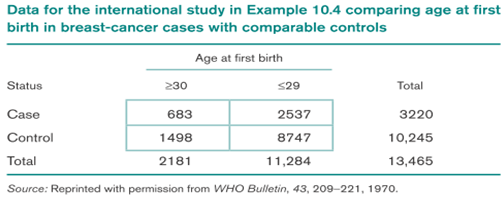 Data for the international study in Example 10.4 comparing age at first
birth in breast-cancer cases with comparable controls
Age at first birth
Status ≥30 ≤29 Total
Case 683 2537 3220
Control 1498 8747 10,245
Total 2181 11,284 13,465
Source: Reprinted with permission from WHO Bulletin, 43, 209–221, 1970.